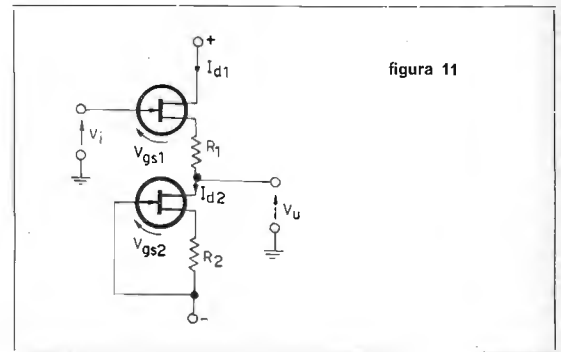 +
I_d1
figura 11
V_i
V_gs1
R_1
I_d2
V_u
V_gs2
R_2
-